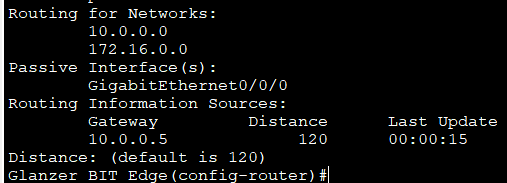 Routing for Networks:
10.0.0.0
172.16.0.0
Passive Interface(s):
GigabitEthernet0/0/0
Routing Information Sources:
Gateway Distance Last Update
10.0.0.5 120 00:00:15
Distance: (default is 120)
Glanzer BIT Edge(config-router)#